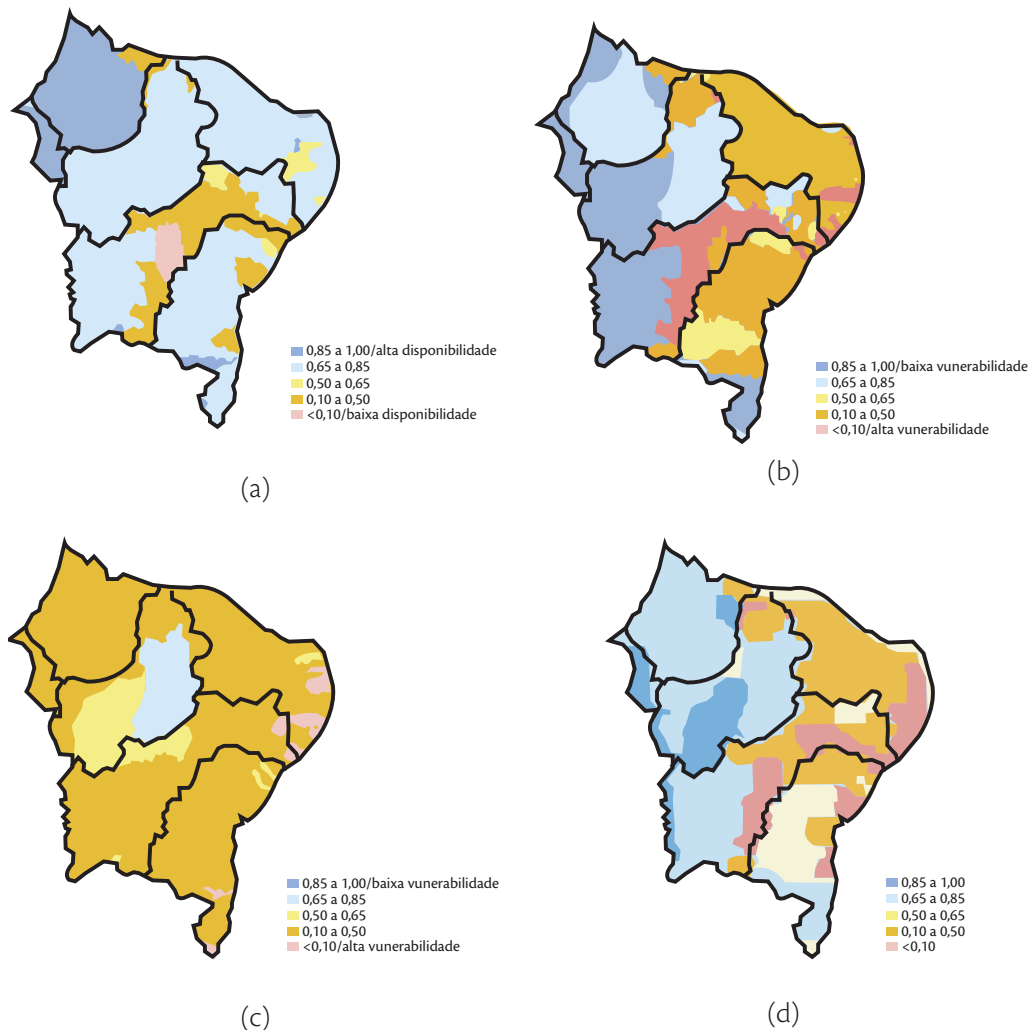 0,85 a 1,00/alta disponibilidade
0,65 a 0,85
0,50 a 0,65
0,10 a 0,50
<0,10/baixa disponibilidade
(a)
0,85 a 1,00/baixa vunerabilidade
0,65 a 0,85
0,50 a 0,65
0,10 a 0,50
<0,10/alta vunerabilidade
(b)
0,85 a 1,00/baixa vunerabilidade
0,65 a 0,85
0,50 a 0,65
0,10 a 0,50
<0,10/alta vunerabilidade
(c)
0,85 a 1,00
0,65 a 0,85
0,50 a 0,65
0,10 a 0,50
<0,10
(d)